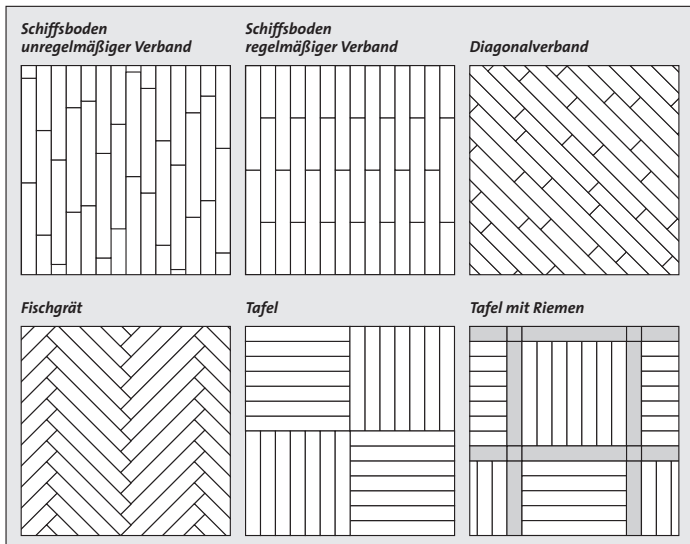 Schiffsboden
unregelmäßiger Verband
Schiffsboden
regelmäßiger Verband
Diagonalverband
Fischgrät
Tafel
Tafel mit Riemen